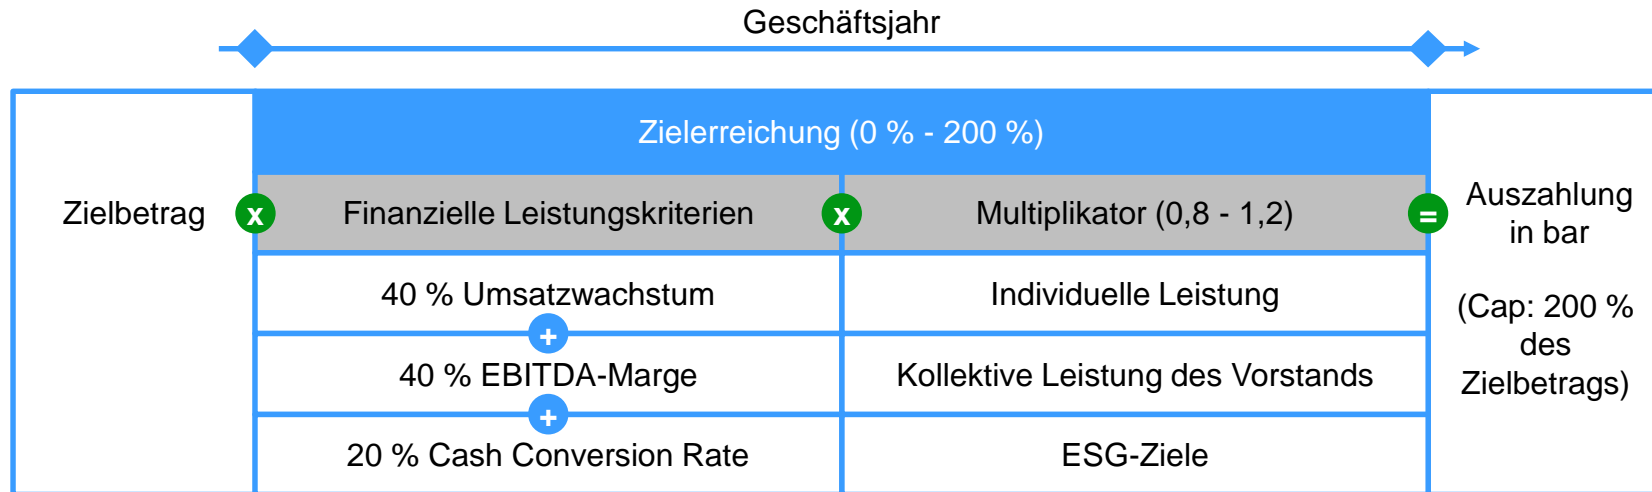 Geschäftsjahr
Zielerreichung (0 % - 200 %)
Zielbetrag
x
Finanzielle Leistungskriterien
x
Multiplikator (0,8 - 1,2)
=
Auszahlung
in bar
(Cap: 200 %
des
Zielbetrags)
40 % Umsatzwachstum
Individuelle Leistung
+
40 % EBITDA-Marge
Kollektive Leistung des Vorstands
+
20 % Cash Conversion Rate
ESG-Ziele